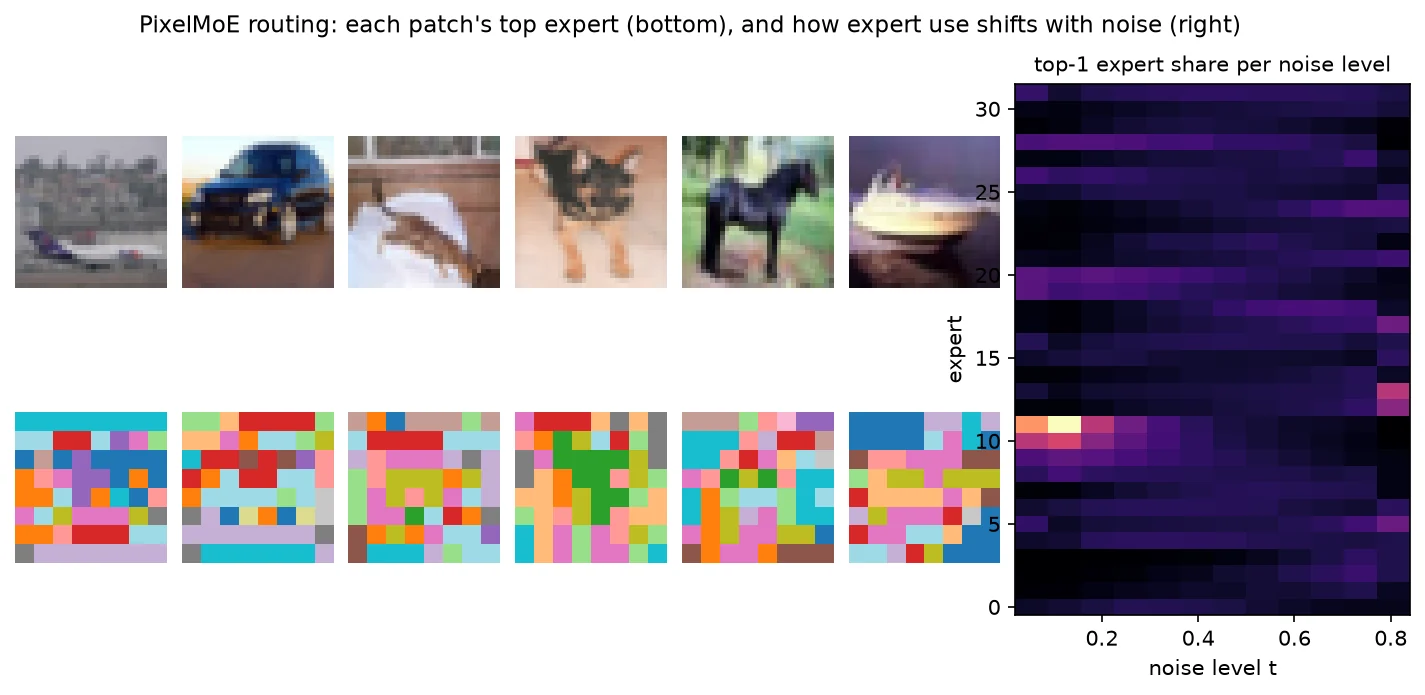 PixelMoE routing: each patch's top expert (bottom), and how expert use shifts with noise (right)
top-1 expert share per noise level
30
25
20
15
10
5
0
expert
0.2 0.4 0.6 0.8
noise level t